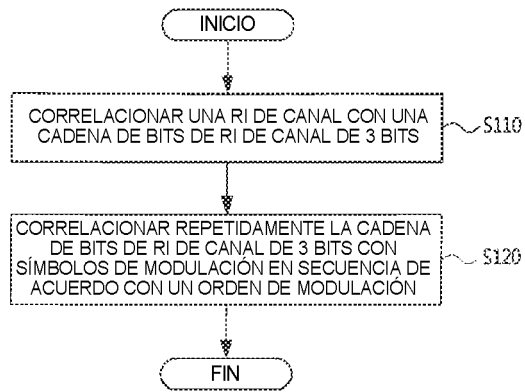 INICIO
CORRELACIONAR UNA RI DE CANAL CON UNA
CADENA DE BITS DE RI DE CANAL DE 3 BITS
S110
CORRELACIONAR REPETIDAMENTE LA CADENA
DE BITS DE RI DE CANAL DE 3 BITS CON
SÍMBOLOS DE MODULACIÓN EN SECUENCIA DE
ACUERDO CON UN ORDEN DE MODULACIÓN
S120
FIN